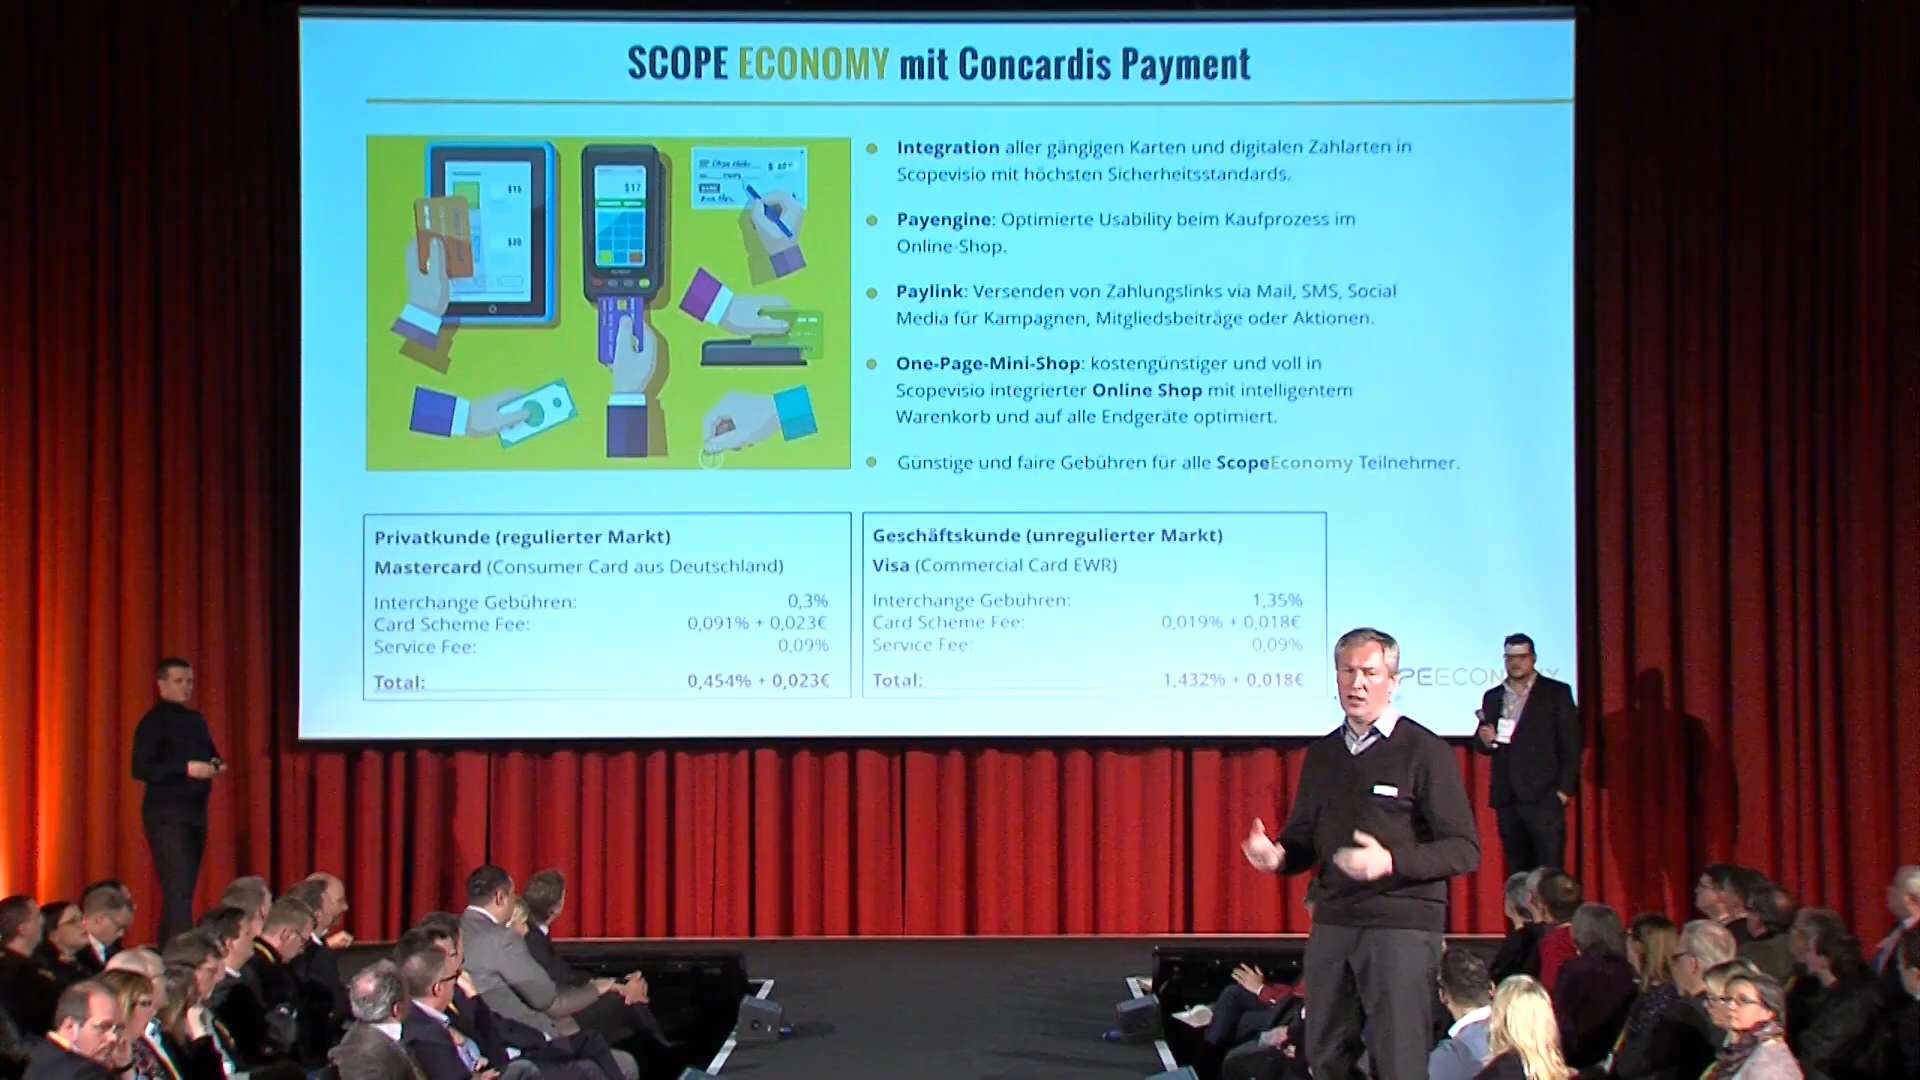 SCOPE ECONOMY mit Concardis Payment
$15
$20
$17
Integration aller gängigen Karten und digitalen Zahlarten in
Scopevisio mit höchsten Sicherheitsstandards.
Payengine: Optimierte Usability beim Kaufprozess im
Online-Shop.
Paylink: Versenden von Zahlungslinks via Mail, SMS, Social
Media für Kampagnen, Mitgliedsbeiträge oder Aktionen.
One-Page-Mini-Shop: kostengünstiger und voll in
Scopevisio integrierter Online Shop mit intelligentem
Warenkorb und auf alle Endgeräte optimiert.
Günstige und faire Gebühren für alle ScopeEconomy Teilnehmer.
Privatkunde (regulierter Markt)
Mastercard (Consumer Card aus Deutschland)
Interchange Gebühren: 0,3%
Card Scheme Fee: 0,091% + 0,023€
Service Fee: 0,09%
Total: 0,454% + 0,023€
Geschäftskunde (unregulierter Markt)
Visa (Commercial Card EWR)
Interchange Gebühren: 1,35%
Card Scheme Fee: 0,019% + 0,018€
Service Fee: 0,09%
Total: 1,432% + 0,018€